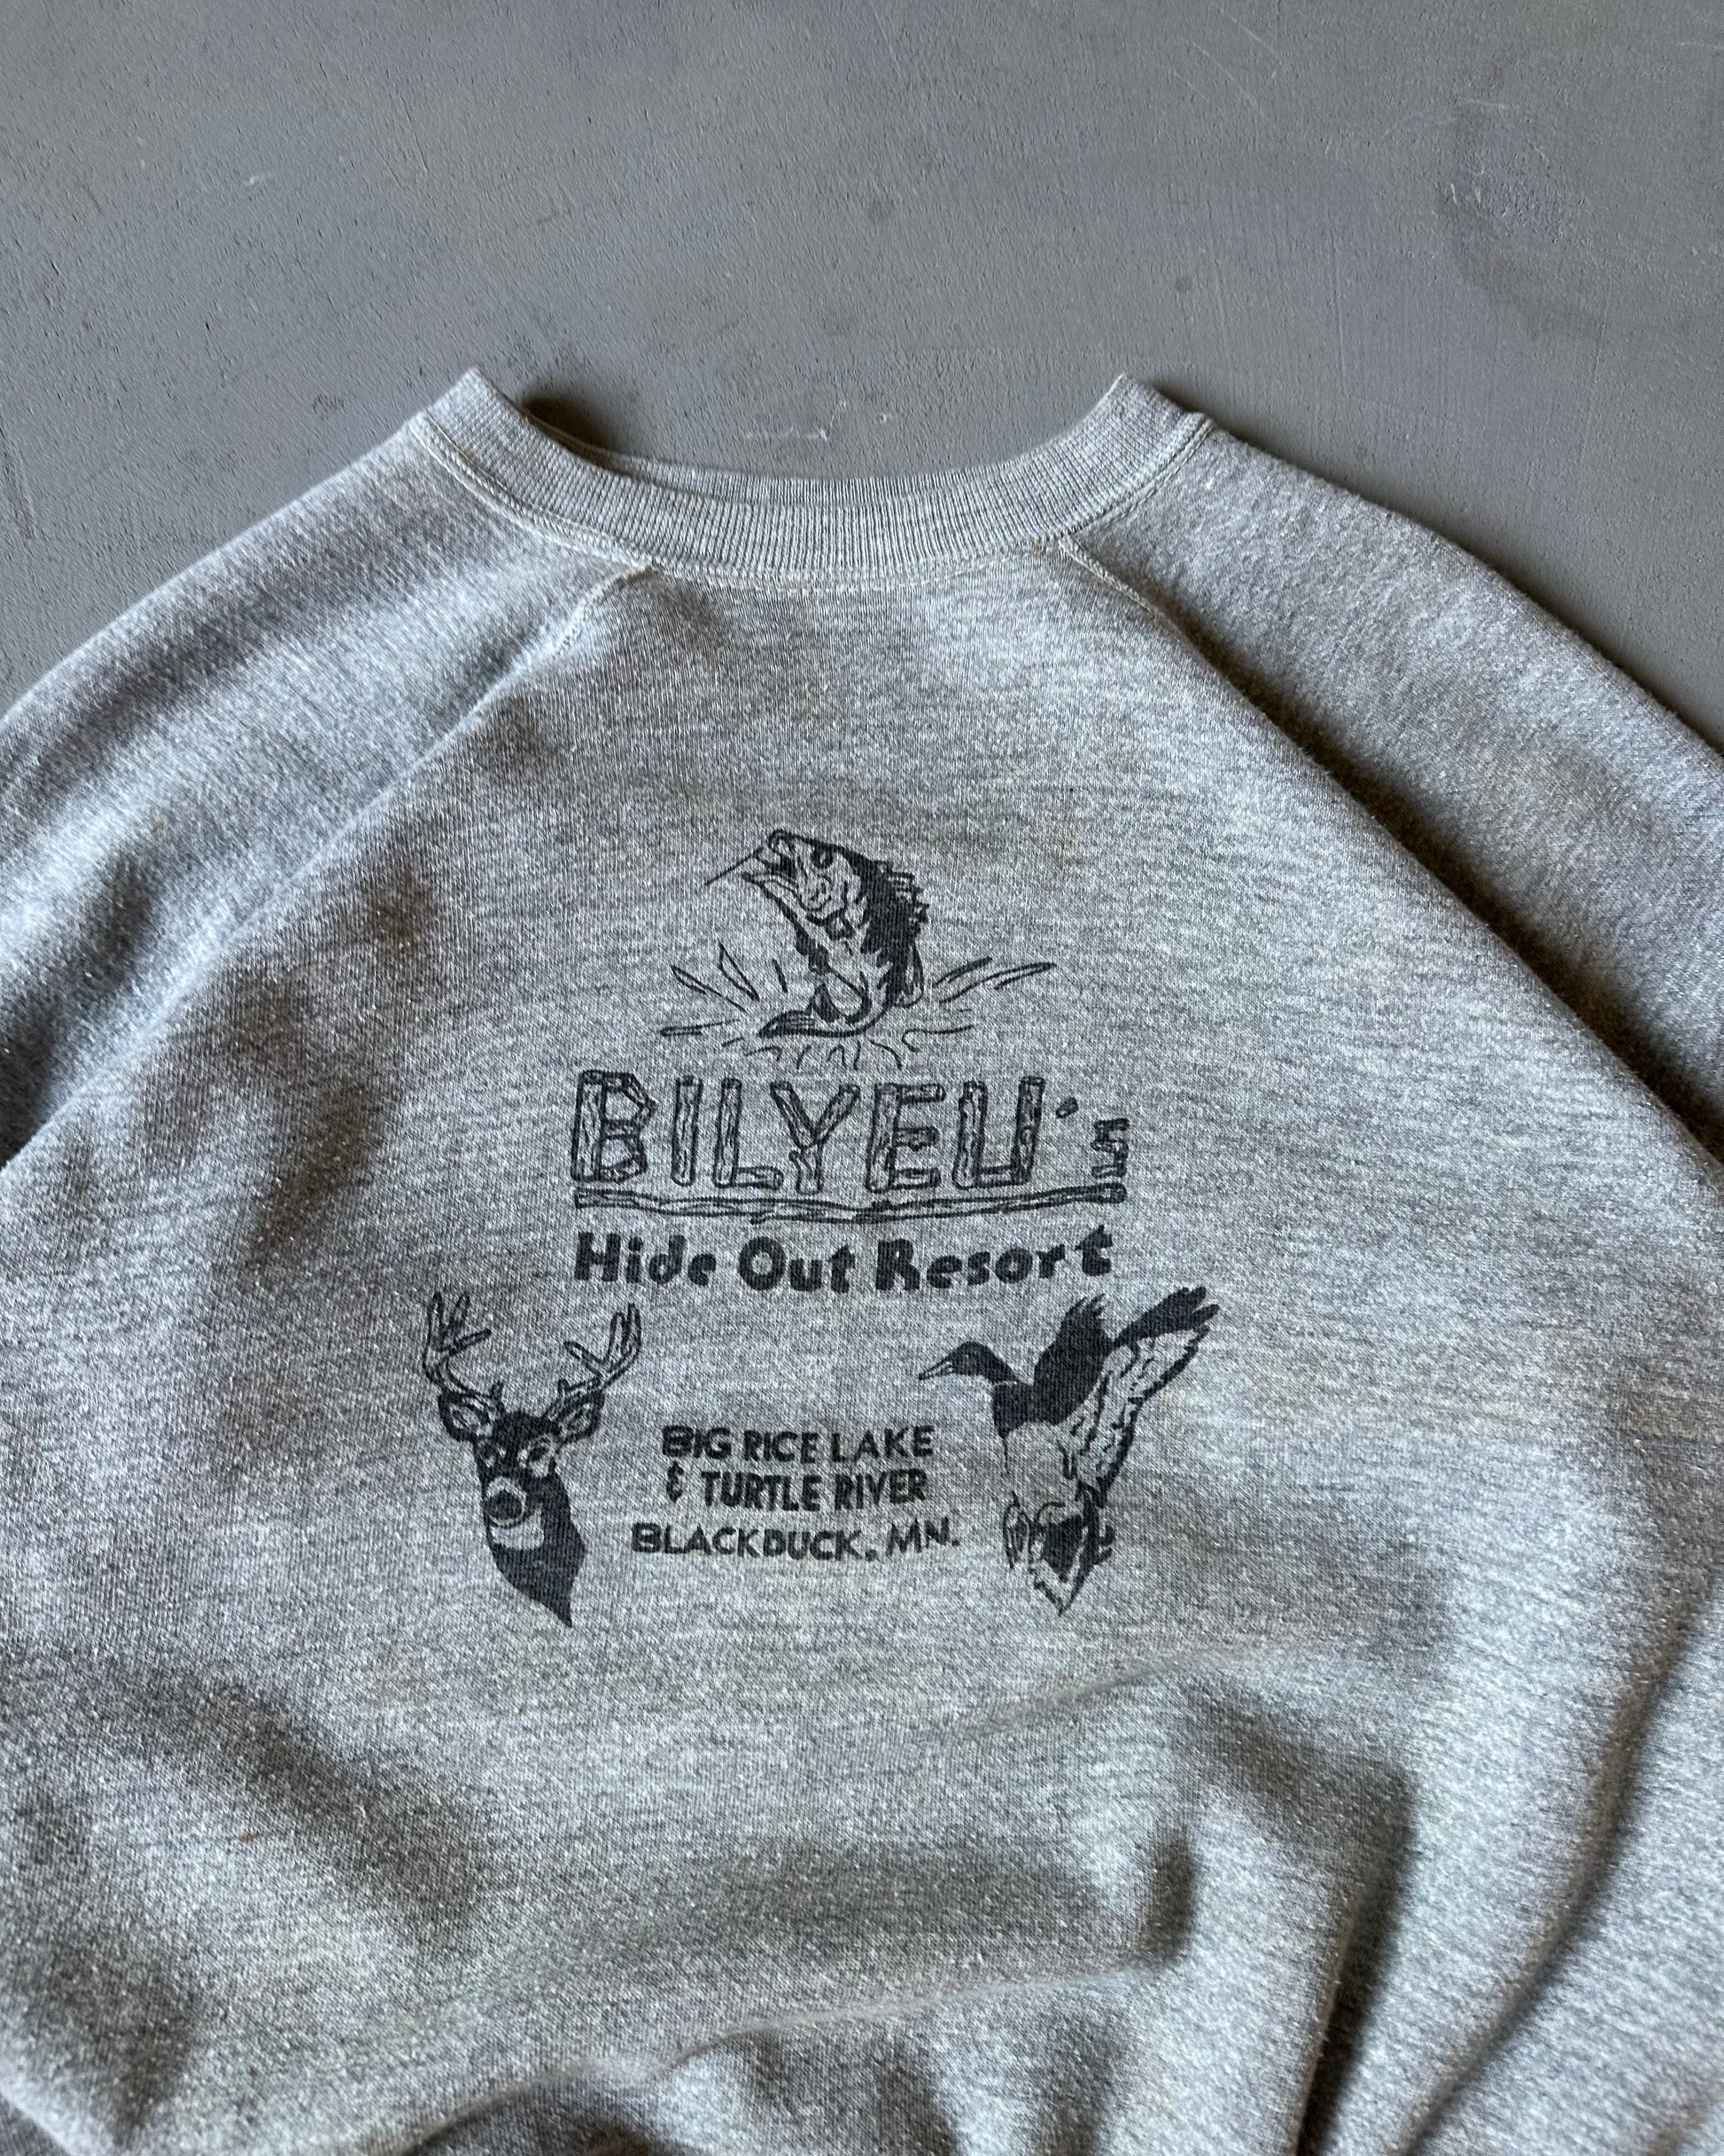 BILYEU's
Hide Out Resort
BIG RICE LAKE
& TURTLE RIVER
BLACKDUCK, MN.